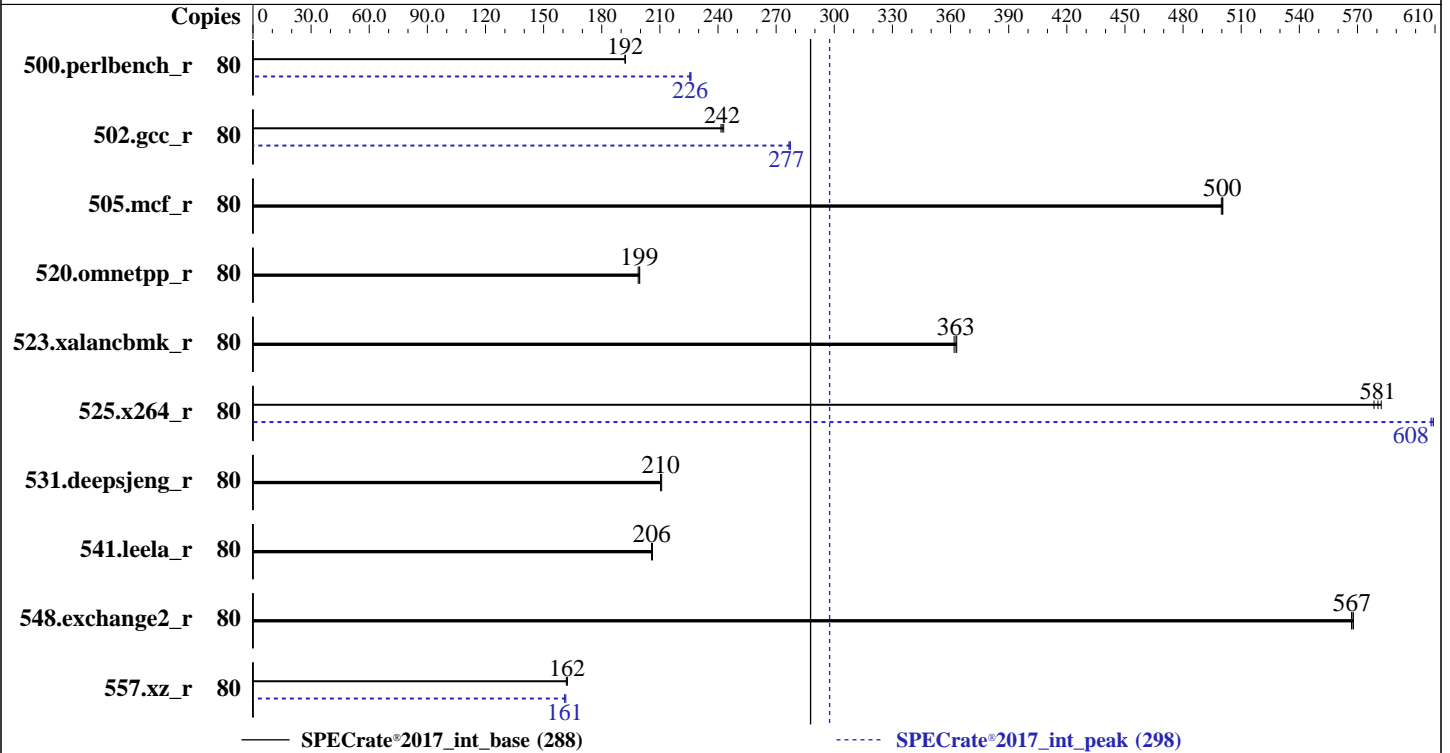 Copies 0 30.0 60.0 90.0 120 150 180 210 240 270 300 330 360 390 420 450 480 510 540 570 610
192
500.perlbench_r 80
226
242
502.gcc_r 80
277
500
505.mcf_r 80
199
520.omnetpp_r 80
363
523.xalancbmk_r 80
581
525.x264_r 80
608
210
531.deepsjeng_r 80
206
541.leela_r 80
567
548.exchange2_r 80
162
557.xz_r 80
161
SPECrate®2017_int_base (288) SPECrate®2017_int_peak (298)